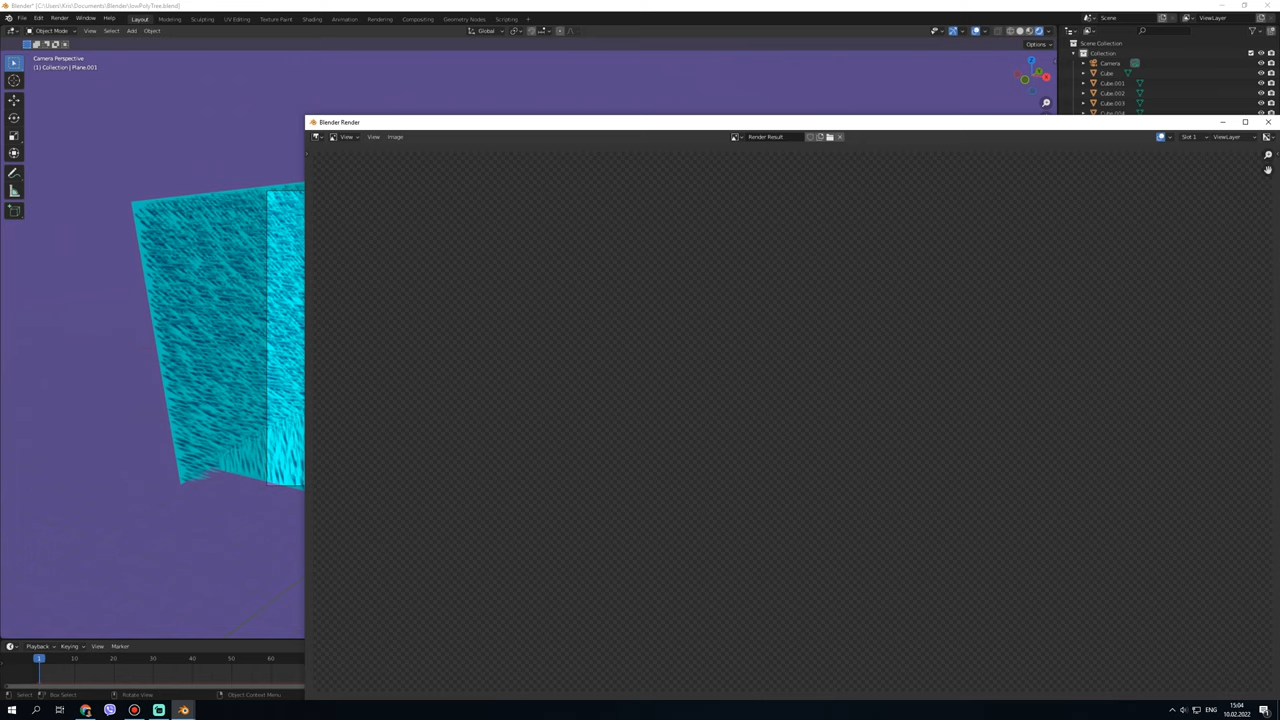 Blender* [C:\Users\Kris\Documents\Blender\lowPolyTree.blend]
File Edit Render Window Help Layout Modeling Sculpting UV Editing Texture Paint Shading Animation Rendering Compositing Geometry Nodes Scripting + Scene ViewLayer
Object Mode View Select Add Object Global
Options
Scene Collection
Collection
Camera
Cube
Cube.001
Cube.002
Cube.003
Camera Perspective
(1) Collection | Plane.001
Blender Render
View View Image Render Result Slot 1 ViewLayer
Playback Keying View Marker
1 10 20 30 40 50 60
Select Box Select Rotate View Object Context Menu
ENG
15:04
10.02.2022